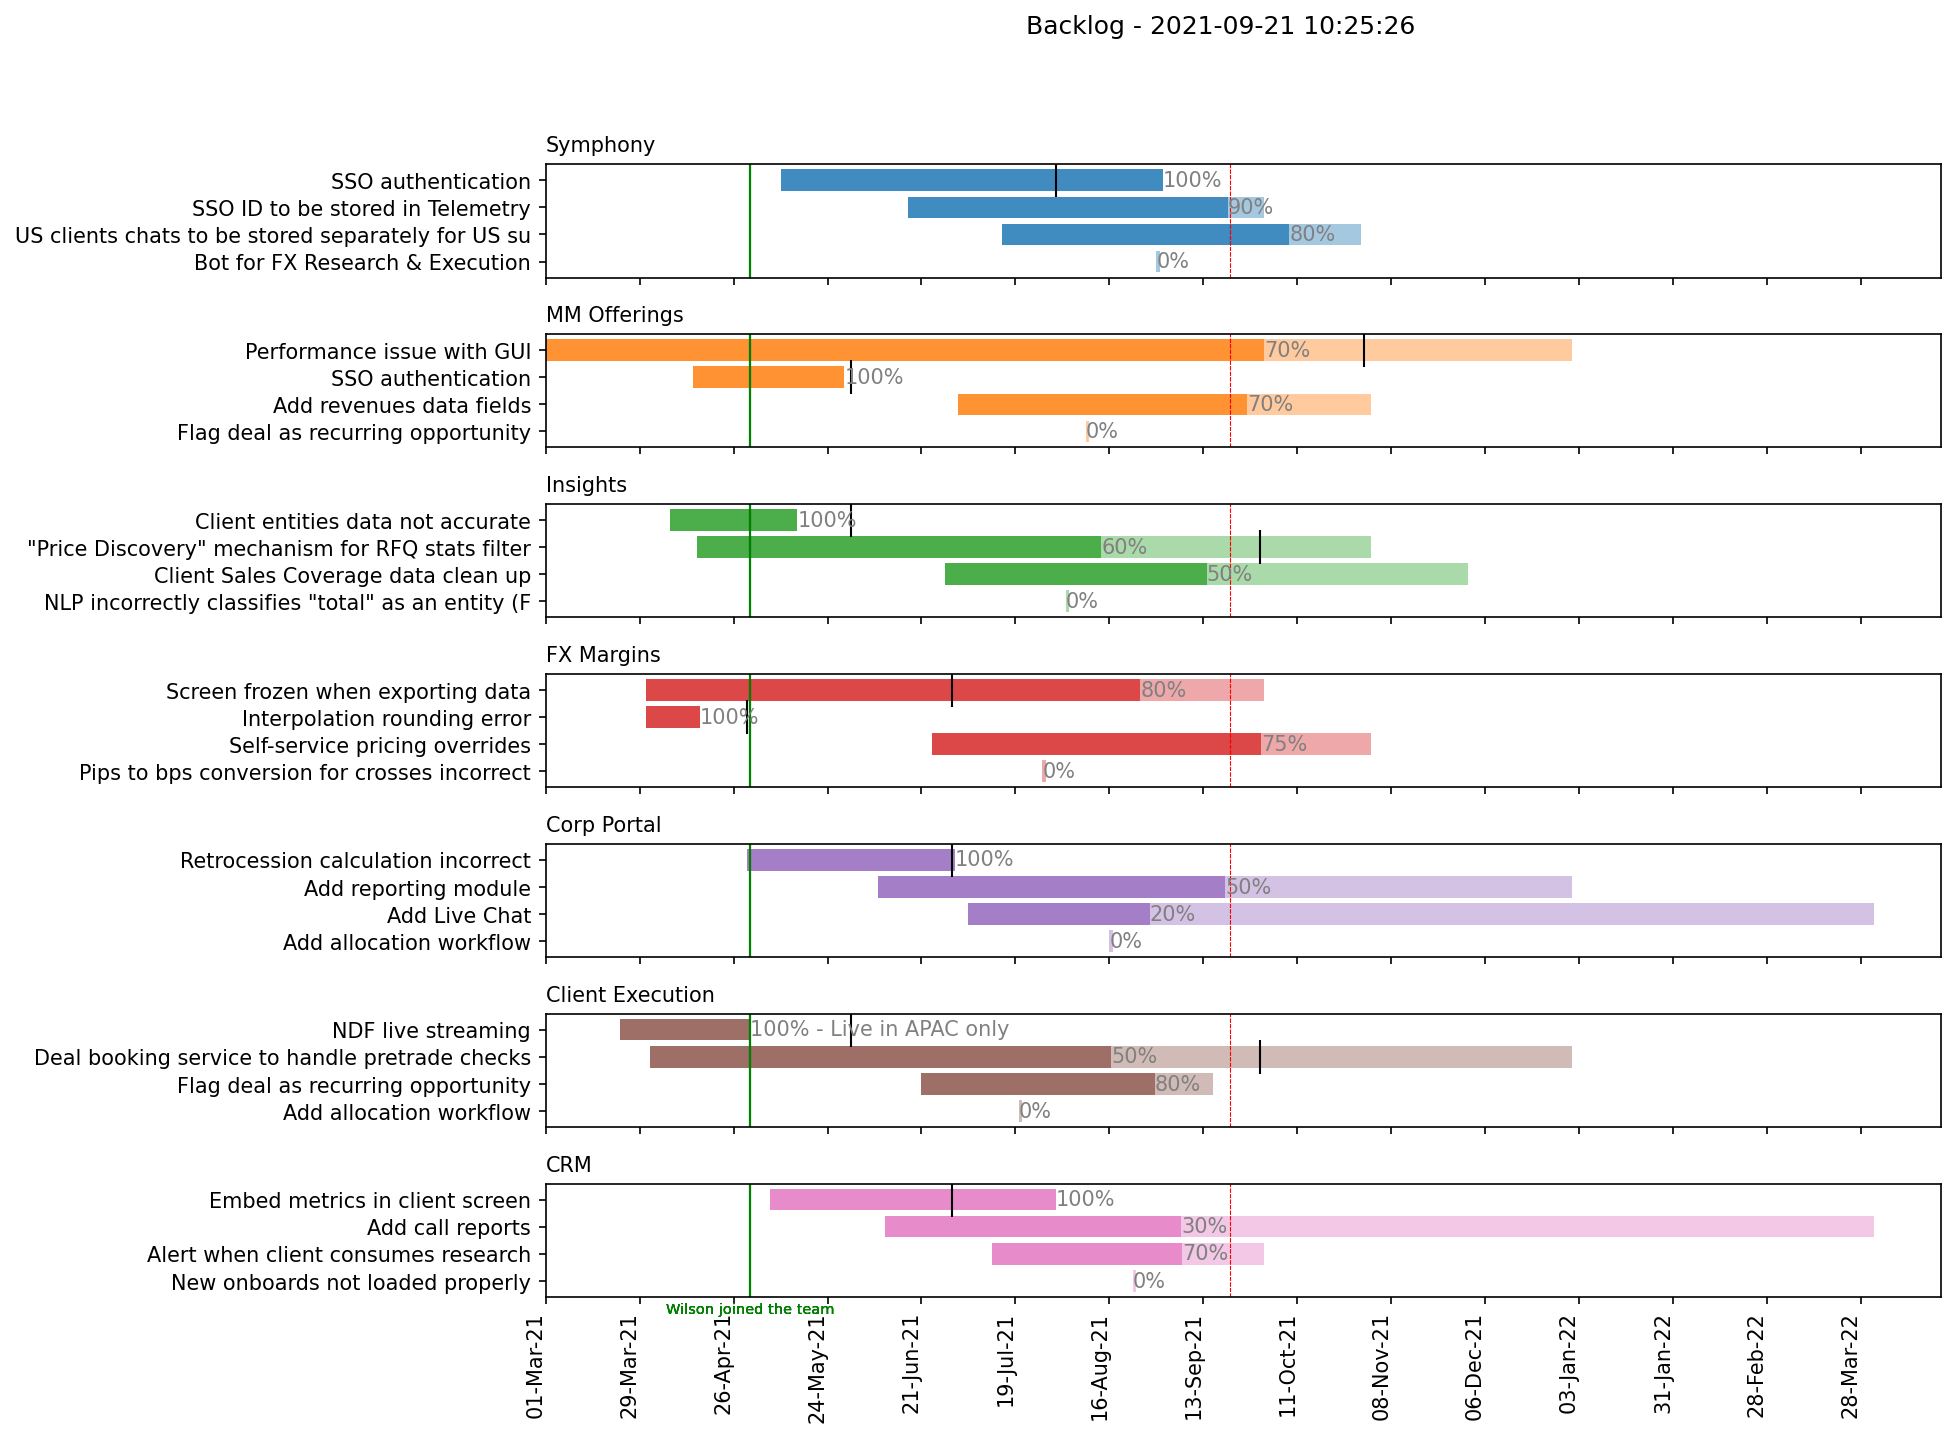 Backlog - 2021-09-21 10:25:26
Symphony
SSO authentication 100%
SSO ID to be stored in Telemetry 90%
US clients chats to be stored separately for US su 80%
Bot for FX Research & Execution 0%
MM Offerings
Performance issue with GUI 70%
SSO authentication 100%
Add revenues data fields 70%
Flag deal as recurring opportunity 0%
Insights
Client entities data not accurate 100%
"Price Discovery" mechanism for RFQ stats filter 60%
Client Sales Coverage data clean up 50%
NLP incorrectly classifies "total" as an entity (F 0%
FX Margins
Screen frozen when exporting data 80%
Interpolation rounding error 100%
Self-service pricing overrides 75%
Pips to bps conversion for crosses incorrect 0%
Corp Portal
Retrocession calculation incorrect 100%
Add reporting module 50%
Add Live Chat 20%
Add allocation workflow 0%
Client Execution
NDF live streaming 100% - Live in APAC only
Deal booking service to handle pretrade checks 50%
Flag deal as recurring opportunity 80%
Add allocation workflow 0%
CRM
Embed metrics in client screen 100%
Add call reports 30%
Alert when client consumes research 70%
New onboards not loaded properly 0%
Wilson joined the team
01-Mar-21 29-Mar-21 26-Apr-21 24-May-21 21-Jun-21 19-Jul-21 16-Aug-21 13-Sep-21 11-Oct-21 08-Nov-21 06-Dec-21 03-Jan-22 31-Jan-22 28-Feb-22 28-Mar-22